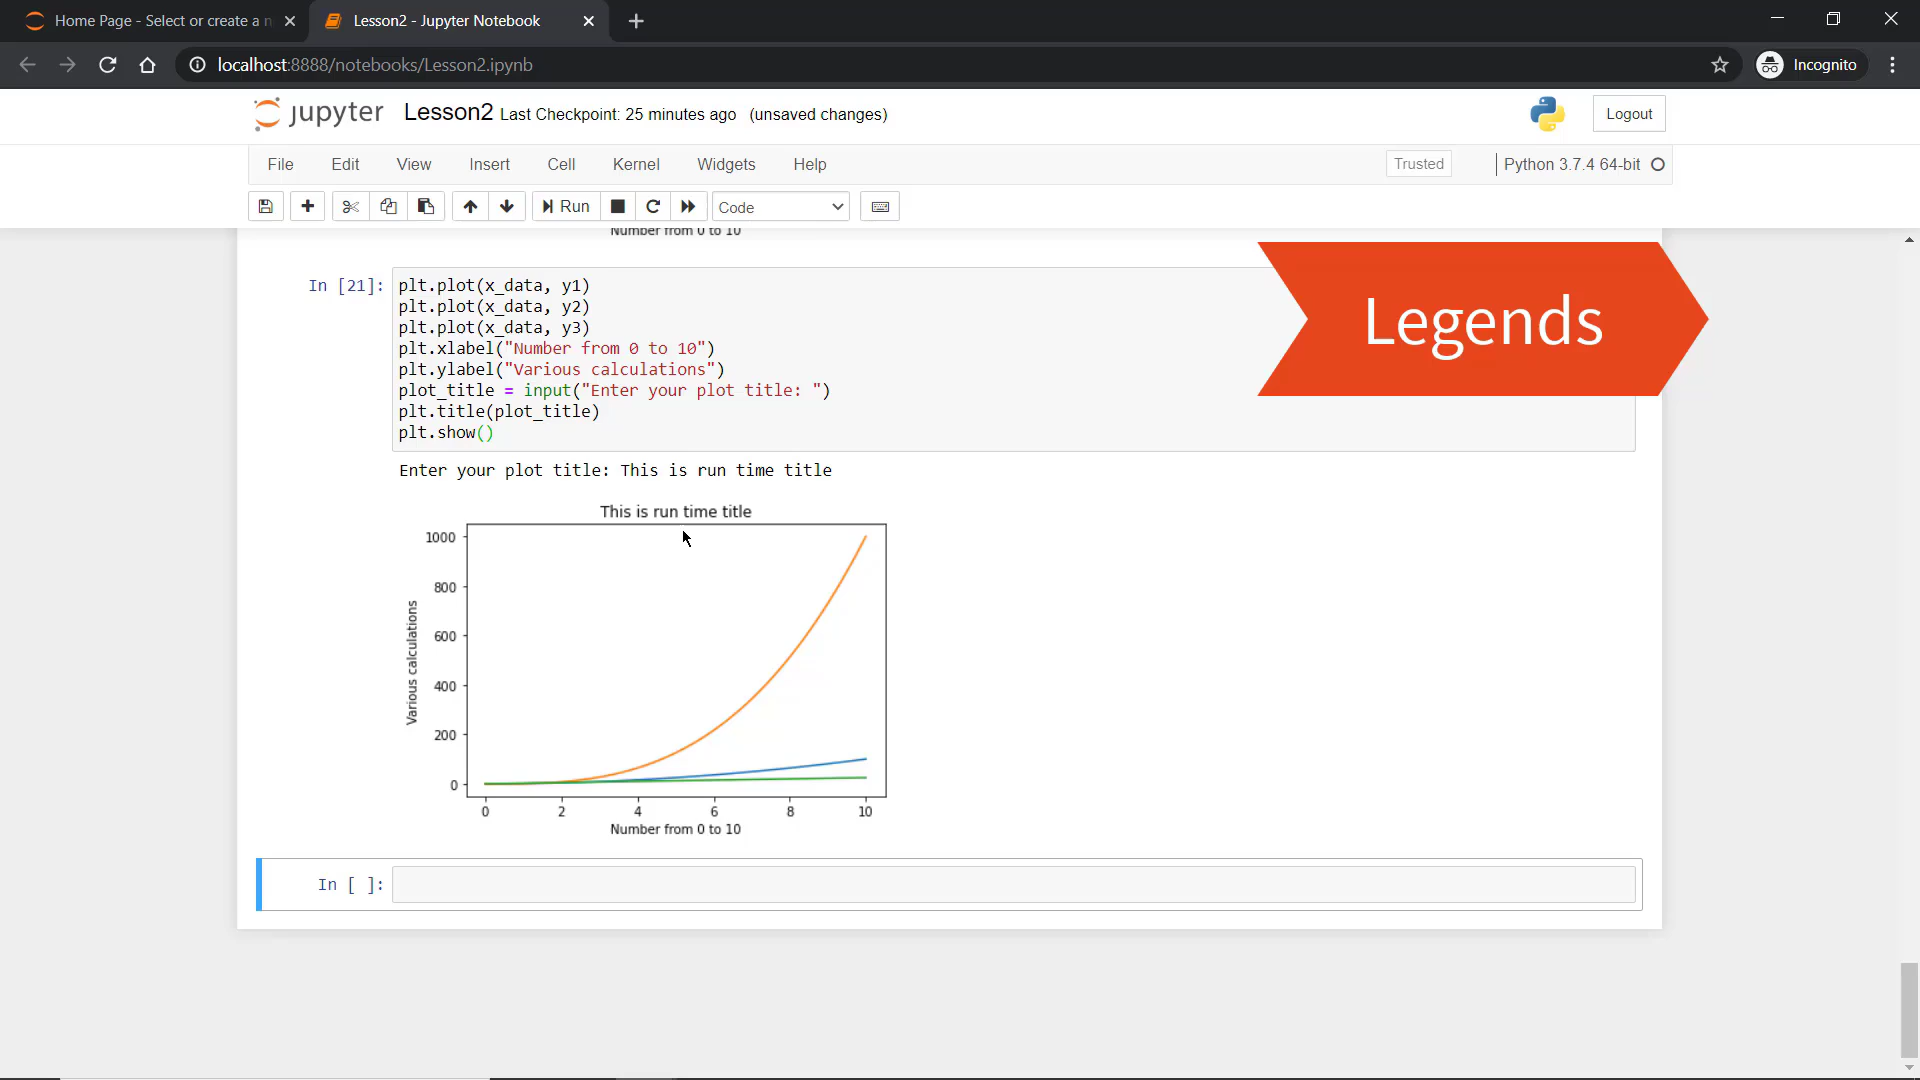 Home Page - Select or create a n
Lesson2 - Jupyter Notebook
localhost:8888/notebooks/Lesson2.ipynb
Incognito
jupyter Lesson2 Last Checkpoint: 25 minutes ago (unsaved changes)
Logout
File Edit View Insert Cell Kernel Widgets Help
Trusted
Python 3.7.4 64-bit
Run
Code
Number from 0 to 10
Legends
In [21]:
plt.plot(x_data, y1)
plt.plot(x_data, y2)
plt.plot(x_data, y3)
plt.xlabel("Number from 0 to 10")
plt.ylabel("Various calculations")
plot_title = input("Enter your plot title: ")
plt.title(plot_title)
plt.show()
Enter your plot title: This is run time title
This is run time title
Various calculations
1000
800
600
400
200
0
0 2 4 6 8 10
Number from 0 to 10
In [ ]: